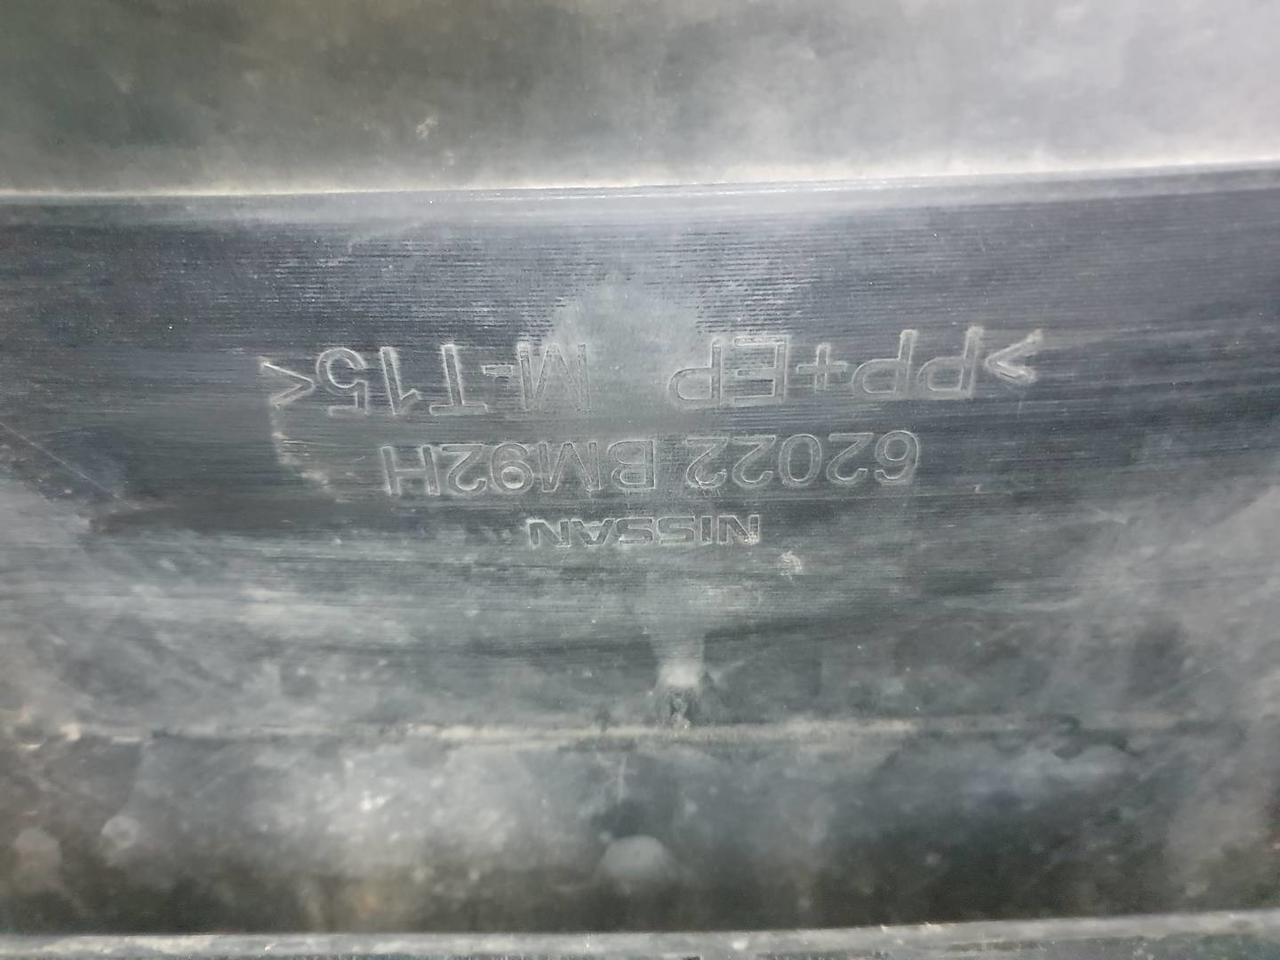 NISSAN
62022 BM92H
>PP+EP M-T15<